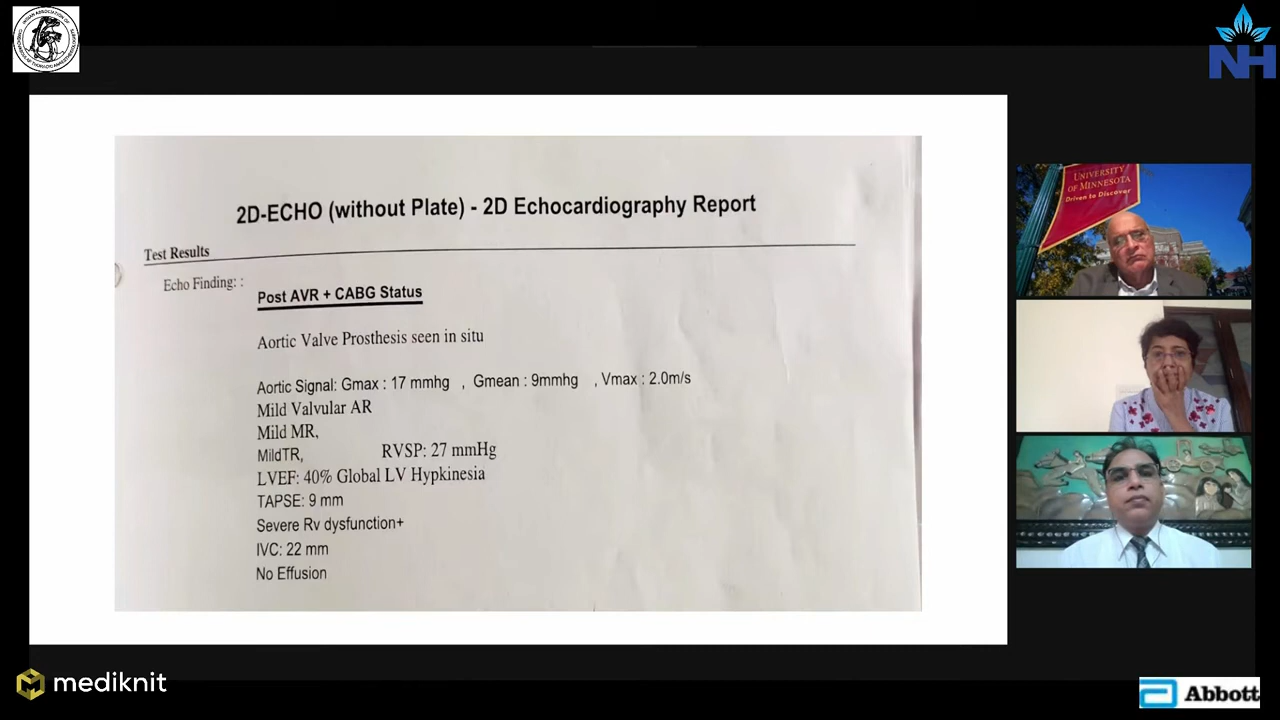 INDIAN ASSOCIATION OF
NH
UNIVERSITY
OF MINNESOTA
Driven to Discover
2D-ECHO (without Plate) - 2D Echocardiography Report
Test Results
Echo Finding: :
Post AVR + CABG Status
Aortic Valve Prosthesis seen in situ
Aortic Signal: Gmax : 17 mmhg , Gmean : 9mmhg , Vmax : 2.0m/s
Mild Valvular AR
Mild MR,
MildTR, RVSP: 27 mmHg
LVEF: 40% Global LV Hypkinesia
TAPSE: 9 mm
Severe Rv dysfunction+
IVC: 22 mm
No Effusion
mediknit
Abbott